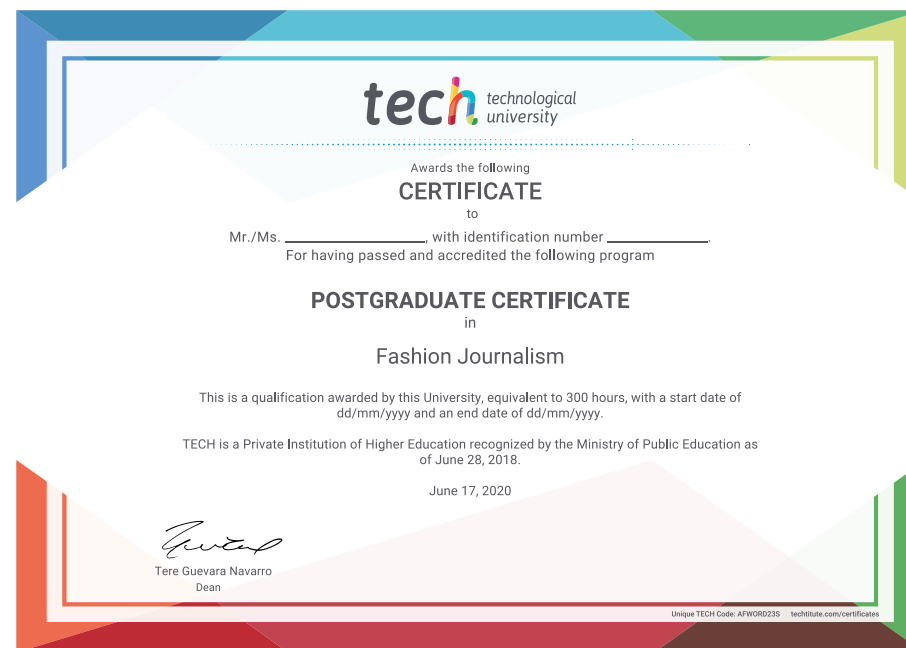 tech technological
university
Awards the following
CERTIFICATE
to
Mr./Ms. ____________, with identification number ____________.
For having passed and accredited the following program
POSTGRADUATE CERTIFICATE
in
Fashion Journalism
This is a qualification awarded by this University, equivalent to 300 hours, with a start date of
dd/mm/yyyy and an end date of dd/mm/yyyy.
TECH is a Private Institution of Higher Education recognized by the Ministry of Public Education as
of June 28, 2018.
June 17, 2020
Tere Guevara Navarro
Dean
Unique TECH Code: AFWORD23S techtitute.com/certificates